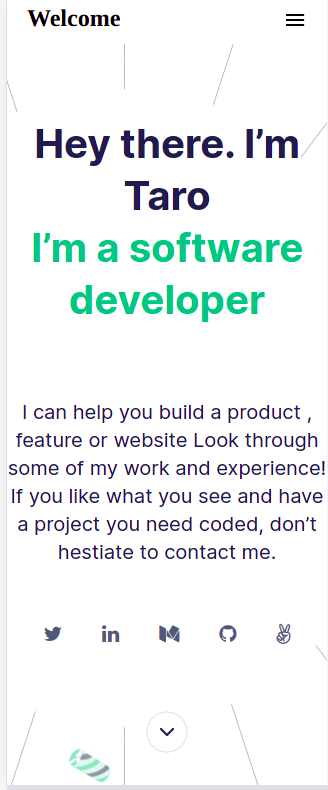 Welcome
Hey there. I’m
Taro
I’m a software
developer
I can help you build a product ,
feature or website Look through
some of my work and experience!
If you like what you see and have
a project you need coded, don’t
hestiate to contact me.